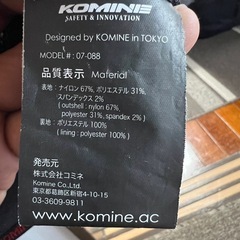 KOMINE
SAFETY & INNOVATION
Designed by KOMINE in TOKYO
MODEL # : 07-088
品質表示 Material
表地：ナイロン 67%, ポリエステル 31%,
スパンデックス 2%
( outshell : nylon 67%,
polyester 31%, spandex 2% )
裏地：ポリエステル 100%
( lining : polyester 100% )
発売元
株式会社コミネ
Komine Co.,Ltd.
東京都葛飾区新宿4-10-15
03-3609-9811
www.komine.ac